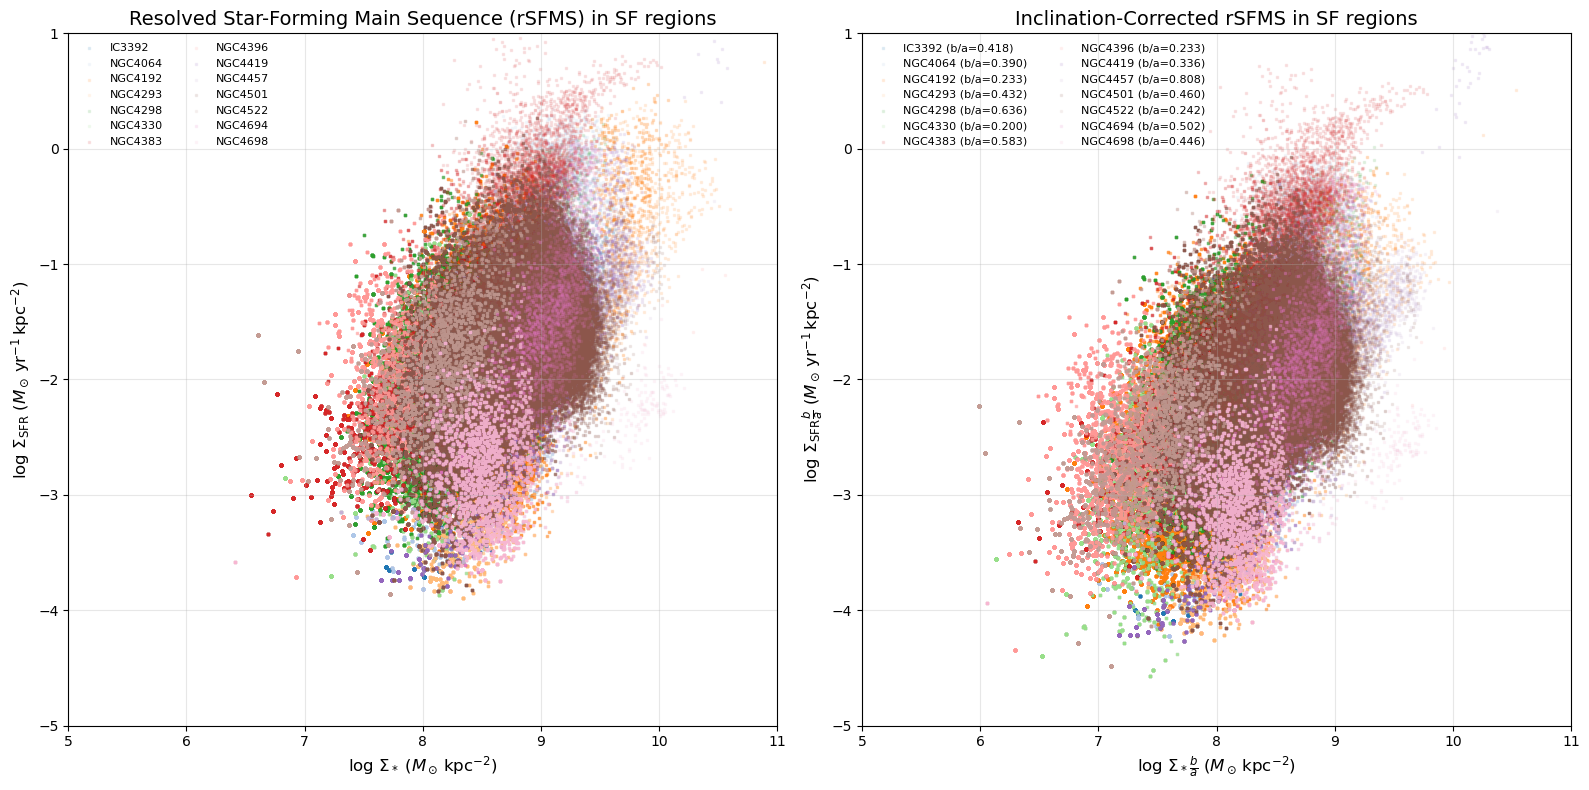 Resolved Star-Forming Main Sequence (rSFMS) in SF regions
IC3392 NGC4396
NGC4064 NGC4419
NGC4192 NGC4457
NGC4293 NGC4501
NGC4298 NGC4522
NGC4330 NGC4694
NGC4383 NGC4698
log Σ_SFR (M_⊙ yr⁻¹ kpc⁻²)
1
0
−1
−2
−3
−4
−5
5 6 7 8 9 10 11
log Σ_* (M_⊙ kpc⁻²)
Inclination-Corrected rSFMS in SF regions
IC3392 (b/a=0.418) NGC4396 (b/a=0.233)
NGC4064 (b/a=0.390) NGC4419 (b/a=0.336)
NGC4192 (b/a=0.233) NGC4457 (b/a=0.808)
NGC4293 (b/a=0.432) NGC4501 (b/a=0.460)
NGC4298 (b/a=0.636) NGC4522 (b/a=0.242)
NGC4330 (b/a=0.200) NGC4694 (b/a=0.502)
NGC4383 (b/a=0.583) NGC4698 (b/a=0.446)
log Σ_SFR b/a (M_⊙ yr⁻¹ kpc⁻²)
1
0
−1
−2
−3
−4
−5
5 6 7 8 9 10 11
log Σ_* b/a (M_⊙ kpc⁻²)